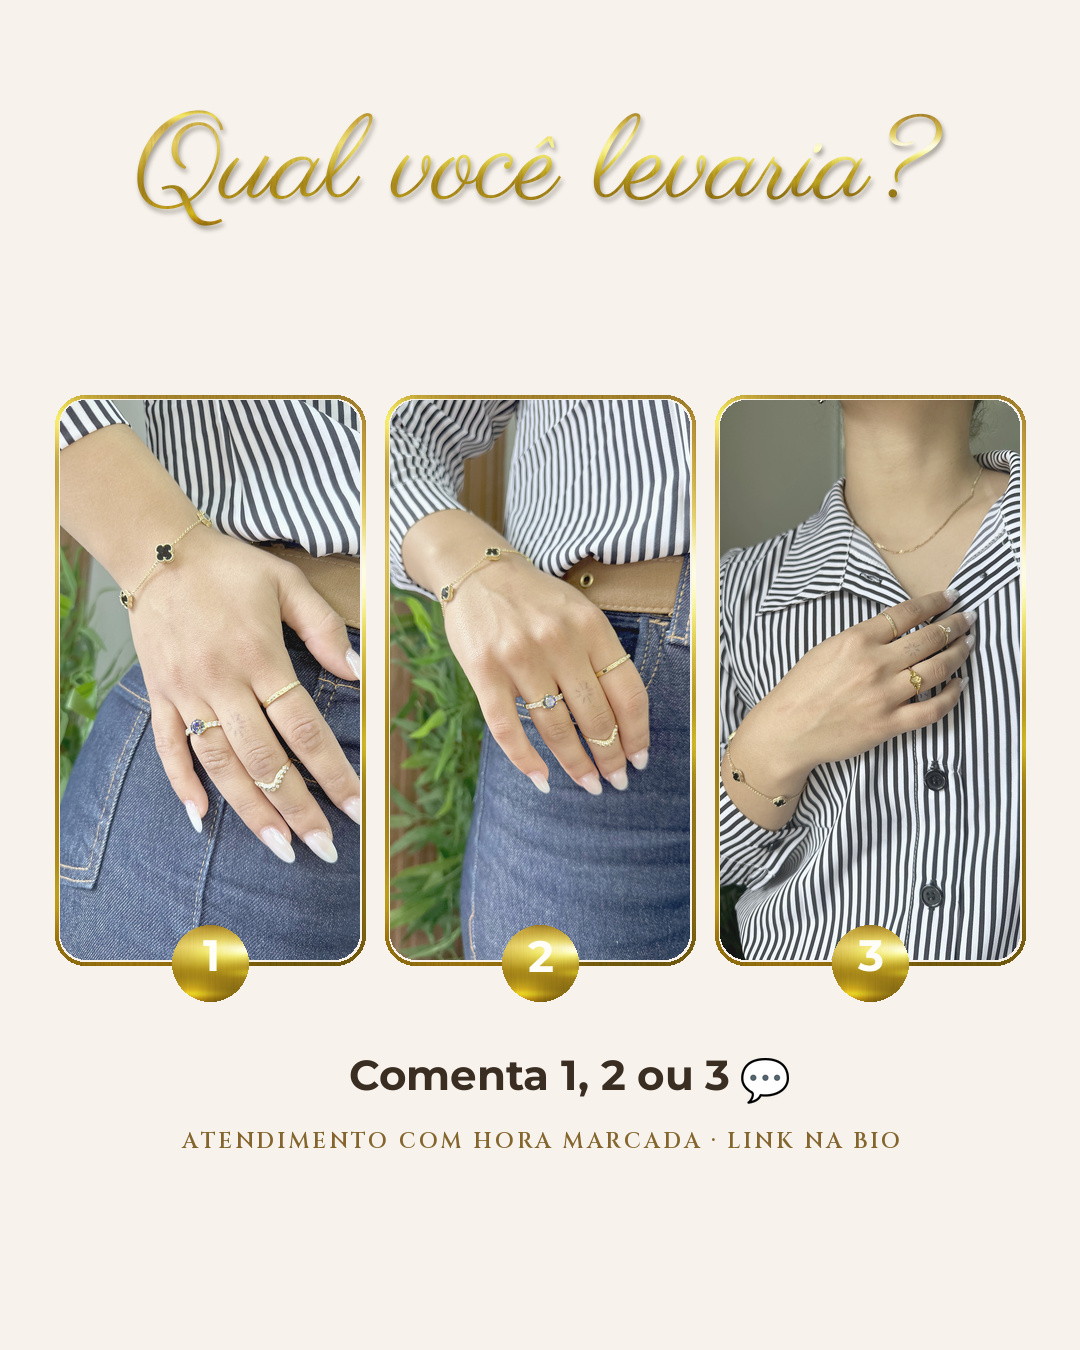 Qual você levaria?
1
2
3
Comenta 1, 2 ou 3 💬
ATENDIMENTO COM HORA MARCADA · LINK NA BIO